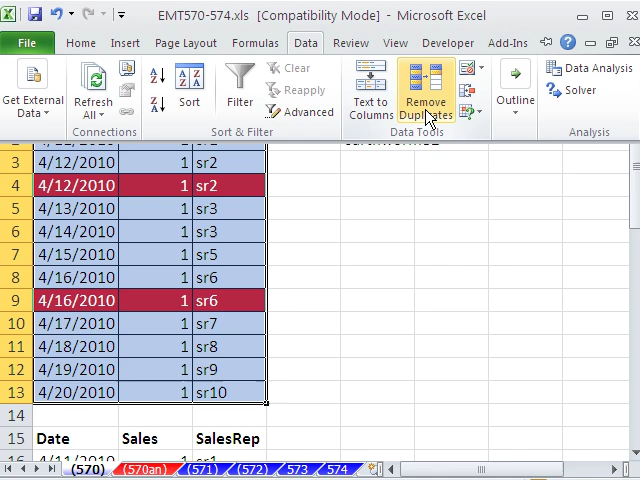 EMT570-574.xls [Compatibility Mode] - Microsoft Excel
File Home Insert Page Layout Formulas Data Review View Developer Add-Ins
Get External Data
Refresh All
Connections
Sort
Filter
Clear
Reapply
Advanced
Sort & Filter
Text to Columns
Remove Duplicates
Data Tools
Outline
Data Analysis
Solver
Analysis
3 4/12/2010 1 sr2
4 4/12/2010 1 sr2
5 4/13/2010 1 sr3
6 4/14/2010 1 sr3
7 4/15/2010 1 sr5
8 4/16/2010 1 sr6
9 4/16/2010 1 sr6
10 4/17/2010 1 sr7
11 4/18/2010 1 sr8
12 4/19/2010 1 sr9
13 4/20/2010 1 sr10
14
15 Date Sales SalesRep
16 4/11/2010 1 sr1
(570) (570an) (571) (572) 573 574